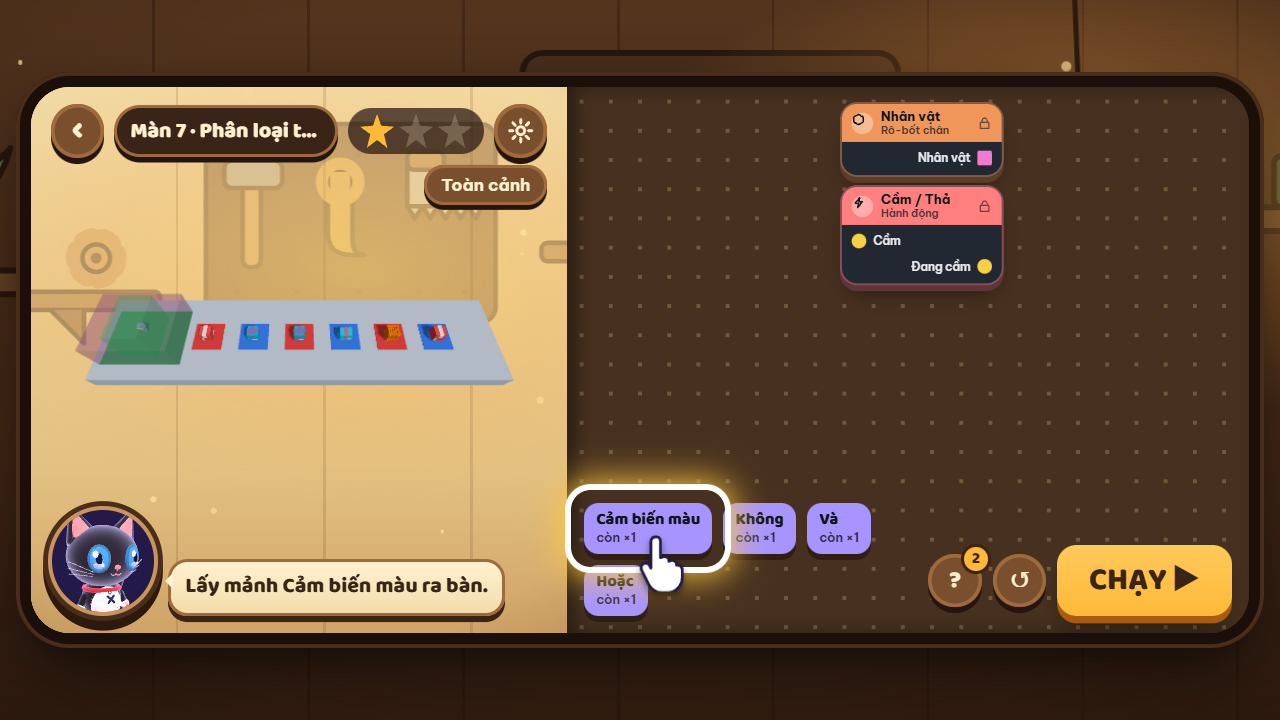 Màn 7 • Phân loại t...
Toàn cảnh
Nhân vật
Rô-bốt chân
Nhân vật
Cầm / Thả
Hành động
Cầm
Đang cầm
Cảm biến màu
còn ×1
Không
còn ×1
Và
còn ×1
Hoặc
còn ×1
Lấy mảnh Cảm biến màu ra bàn.
?
2
CHẠY